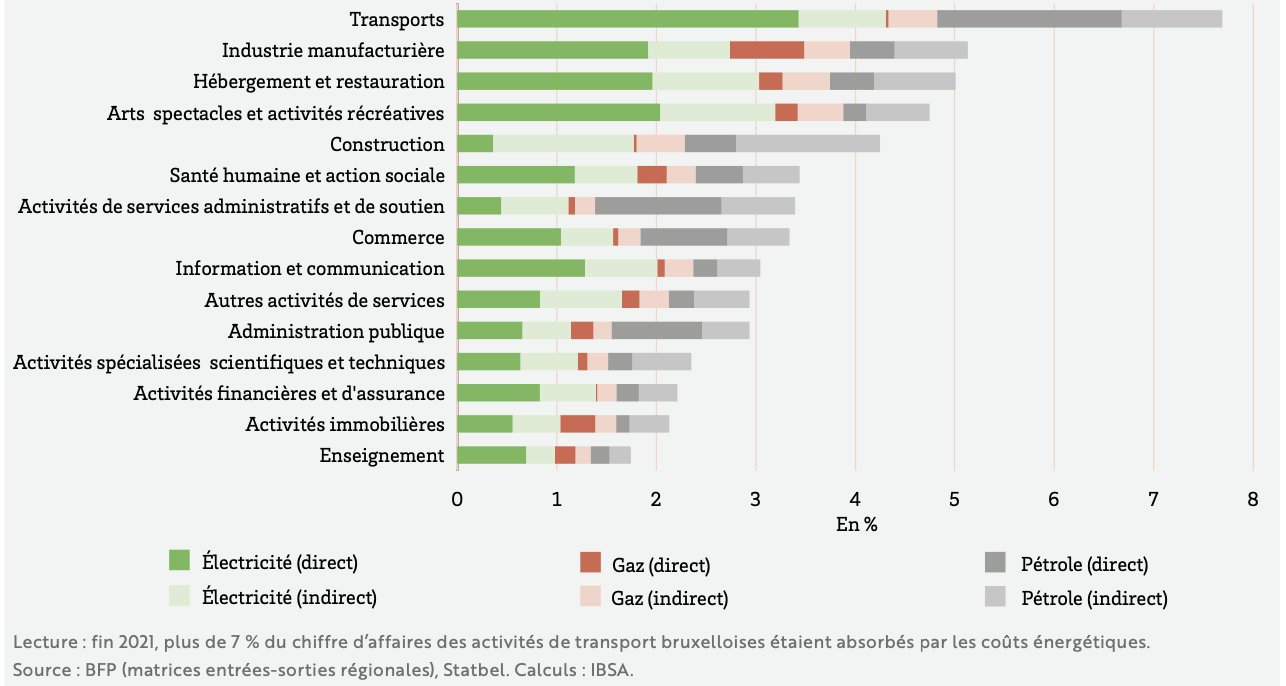 Transports
Industrie manufacturière
Hébergement et restauration
Arts  spectacles et activités récréatives
Construction
Santé humaine et action sociale
Activités de services administratifs et de soutien
Commerce
Information et communication
Autres activités de services
Administration publique
Activités spécialisées  scientifiques et techniques
Activités financières et d'assurance
Activités immobilières
Enseignement
0 1 2 3 4 5 6 7 8
En %
Électricité (direct) Gaz (direct) Pétrole (direct)
Électricité (indirect) Gaz (indirect) Pétrole (indirect)
Lecture : fin 2021, plus de 7 % du chiffre d’affaires des activités de transport bruxelloises étaient absorbés par les coûts énergétiques.
Source : BFP (matrices entrées-sorties régionales), Statbel. Calculs : IBSA.